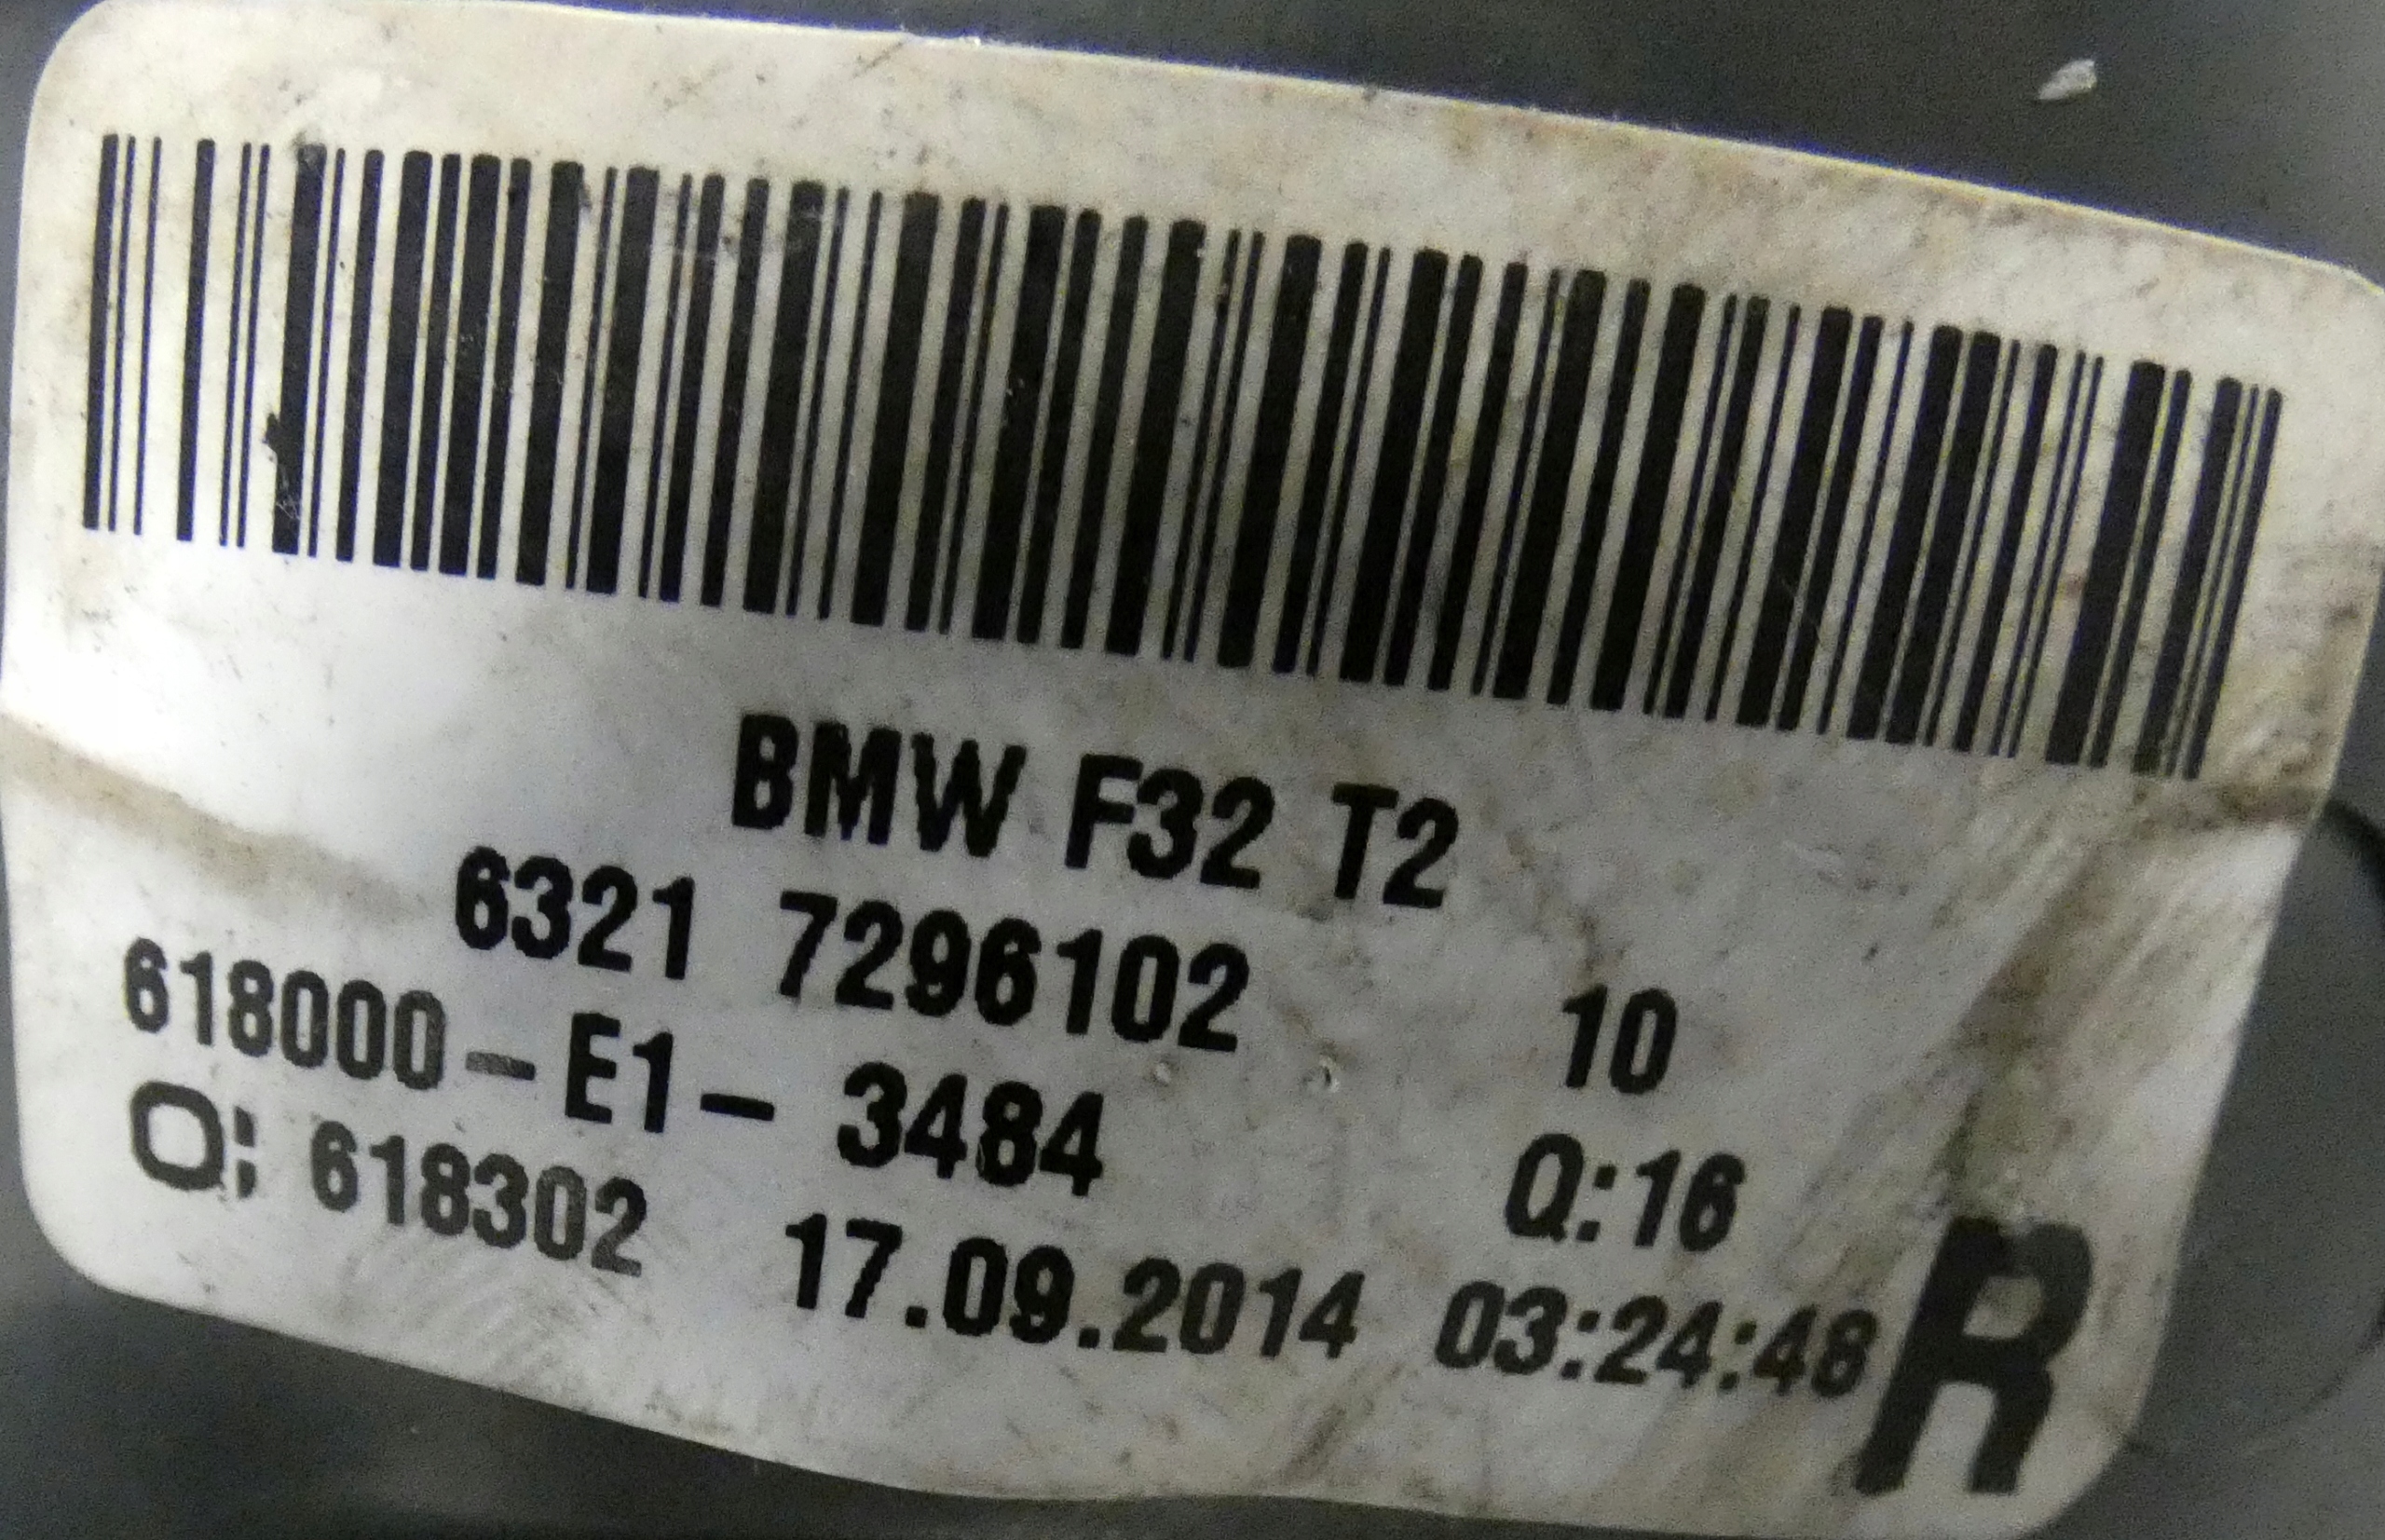 BMW F32 T2
6321 7296102 10
618000-E1- 3484 Q:16
O: 618302 17.09.2014 03:24:48 R